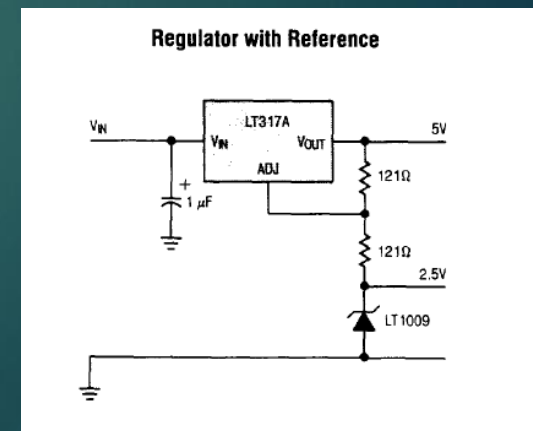 Regulator with Reference
LT317A
VIN
VIN
VOUT
5V
ADJ
121Ω
+
1 µF
121Ω
2.5V
LT1009